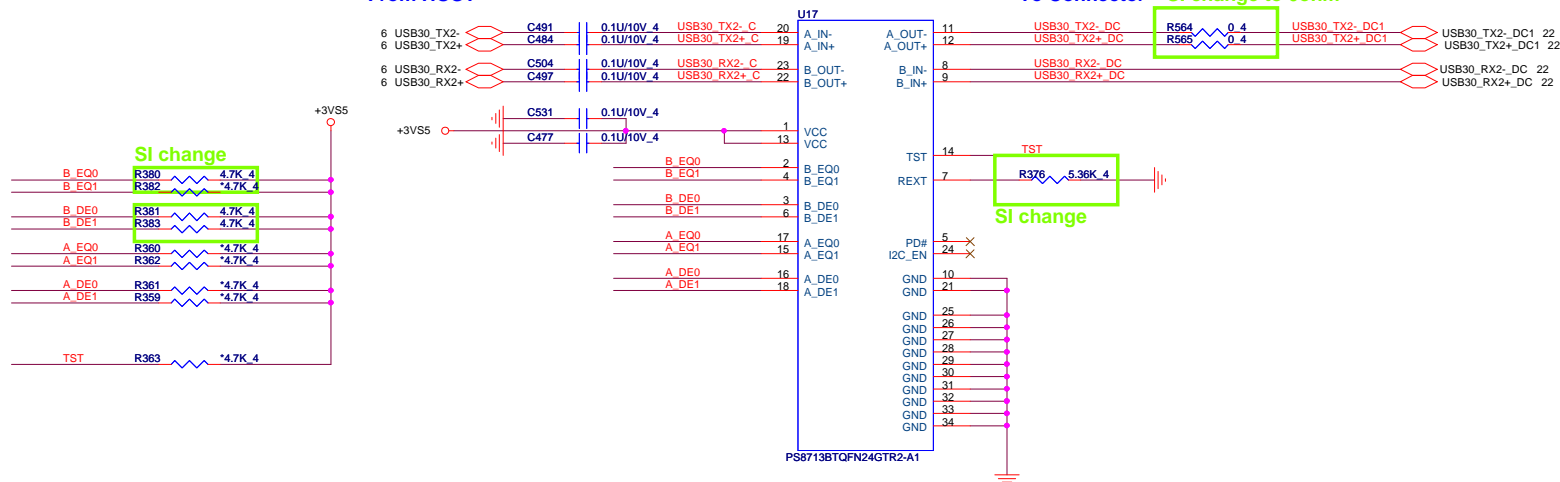 U17
C491 0.1U/10V_4 USB30_TX2-_C 20 A_IN- A_OUT- 11 USB30_TX2-_DC R564 0_4 USB30_TX2-_DC1 USB30_TX2-_DC1 22
6 USB30_TX2-
C484 0.1U/10V_4 USB30_TX2+_C 19 A_IN+ A_OUT+ 12 USB30_TX2+_DC R565 0_4 USB30_TX2+_DC1 USB30_TX2+_DC1 22
6 USB30_TX2+
C504 0.1U/10V_4 USB30_RX2-_C 23 B_OUT- B_IN- 8 USB30_RX2-_DC USB30_RX2-_DC 22
6 USB30_RX2-
C497 0.1U/10V_4 USB30_RX2+_C 22 B_OUT+ B_IN+ 9 USB30_RX2+_DC USB30_RX2+_DC 22
6 USB30_RX2+
+3VS5
C531 0.1U/10V_4
+3VS5 1 VCC
C477 0.1U/10V_4 13 VCC
TST 14 TST
SI change
B_EQ0 2 B_EQ0
B_EQ0 R380 4.7K_4
B_EQ1 4 B_EQ1
REXT 7 R376 5.36K_4
B_EQ1 R382 *4.7K_4
B_DE0 3 B_DE0
B_DE0 R381 4.7K_4
B_DE1 6 B_DE1
SI change
B_DE1 R383 4.7K_4
A_EQ0 17 A_EQ0 PD# 5
A_EQ0 R360 *4.7K_4
A_EQ1 15 A_EQ1 I2C_EN 24
A_EQ1 R362 *4.7K_4
A_DE0 16 A_DE0 GND 10
A_DE0 R361 *4.7K_4
A_DE1 18 A_DE1 GND 21
A_DE1 R359 *4.7K_4
GND 25
GND 26
GND 27
GND 28
TST R363 *4.7K_4
GND 29
GND 30
GND 31
GND 32
GND 33
GND 34
PS8713BTQFN24GTR2-A1